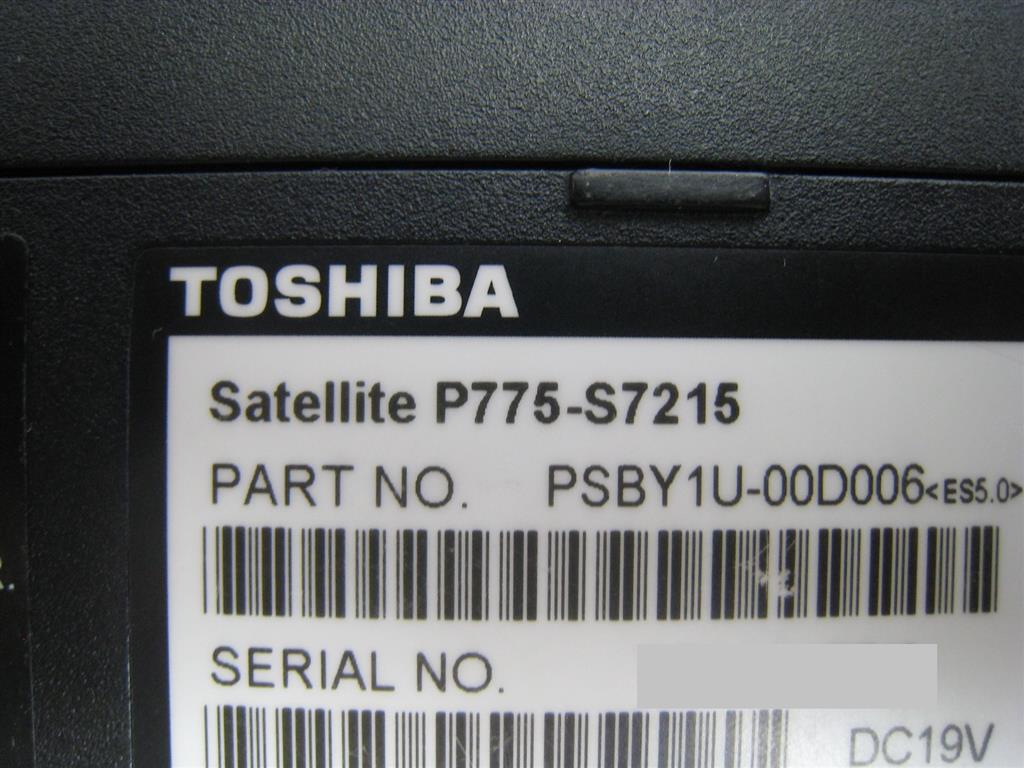 TOSHIBA
Satellite P775-S7215
PART NO. PSBY1U-00D006<ES5.0>
SERIAL NO.
DC19V
R.